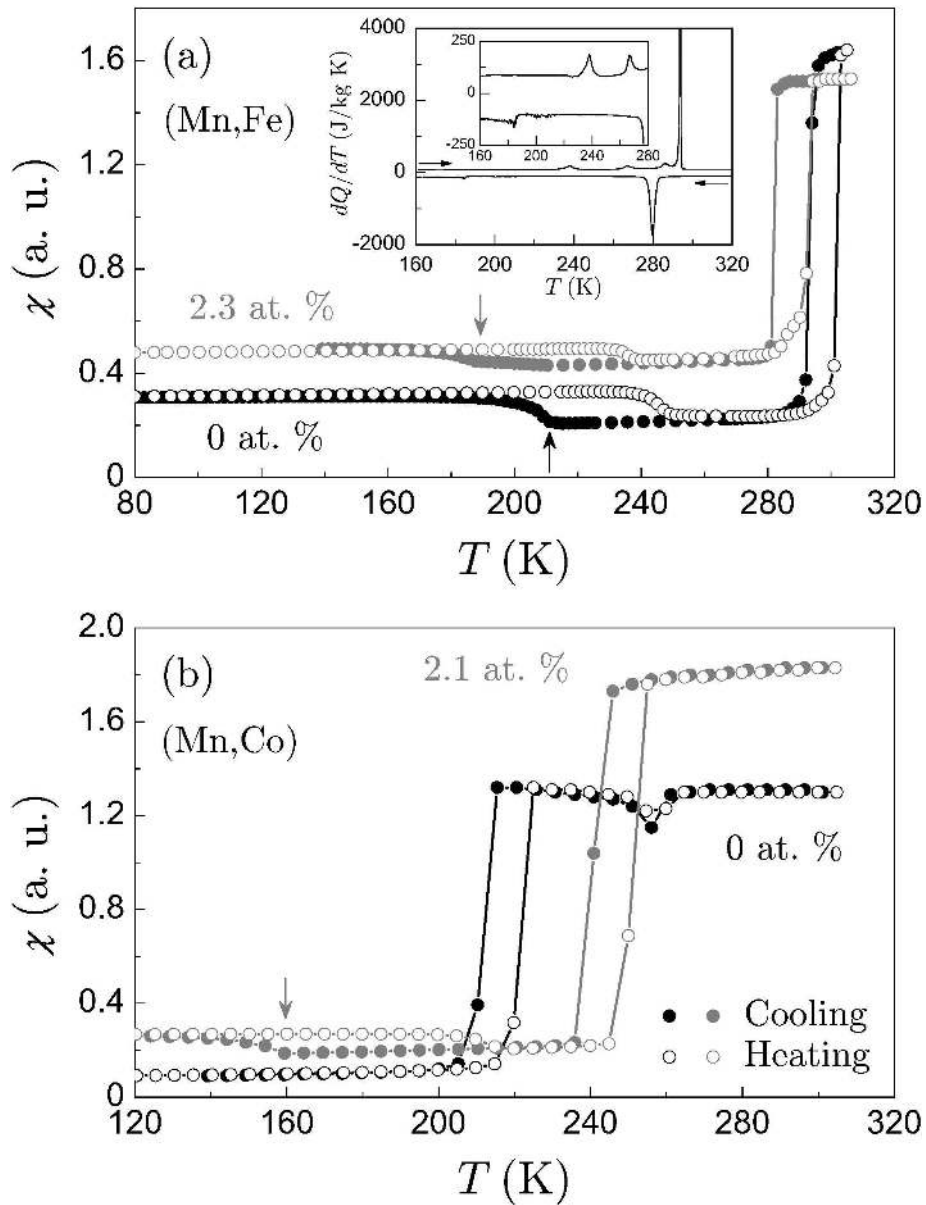 (a)
(Mn,Fe)
χ (a. u.)
1.6
1.2
0.8
0.4
0
2.3 at. %
0 at. %
80 120 160 200 240 280 320
T (K)
dQ/dT (J/kg K)
4000
2000
0
-2000
160 200 240 280 320
T (K)
250
0
-250
160 200 240 280
(b)
(Mn,Co)
χ (a. u.)
2.0
1.6
1.2
0.8
0.4
0
2.1 at. %
0 at. %
Cooling
Heating
120 160 200 240 280 320
T (K)